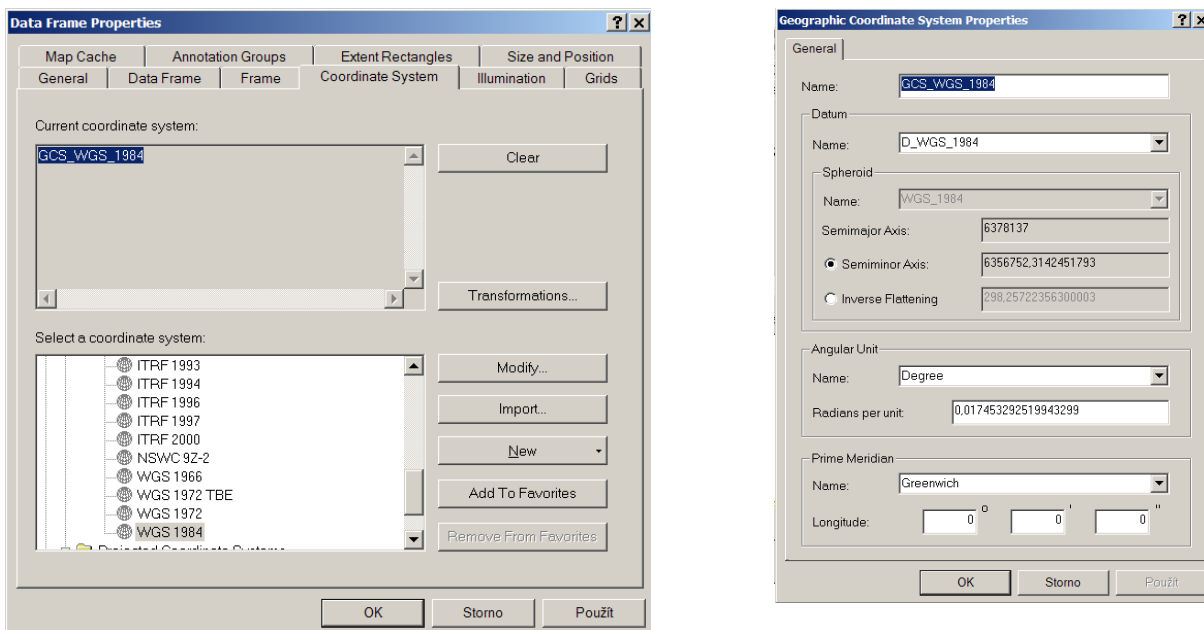 Data Frame Properties
Map Cache Annotation Groups Extent Rectangles Size and Position
General Data Frame Frame Coordinate System Illumination Grids
Current coordinate system:
GCS_WGS_1984
Clear
Transformations...
Select a coordinate system:
ITRF 1993
ITRF 1994
ITRF 1996
ITRF 1997
ITRF 2000
NSWC 9Z-2
WGS 1966
WGS 1972 TBE
WGS 1972
WGS 1984
Projected Coordinate Systems
Modify...
Import...
New
Add To Favorites
Remove From Favorites
OK Storno Použít
Geographic Coordinate System Properties
General
Name: GCS_WGS_1984
Datum
Name: D_WGS_1984
Spheroid
Name: WGS_1984
Semimajor Axis: 6378137
Semiminor Axis: 6356752,3142451793
Inverse Flattening 298,25722356300003
Angular Unit
Name: Degree
Radians per unit: 0,017453292519943299
Prime Meridian
Name: Greenwich
Longitude: 0 ° 0 ' 0 "
OK Storno Použít